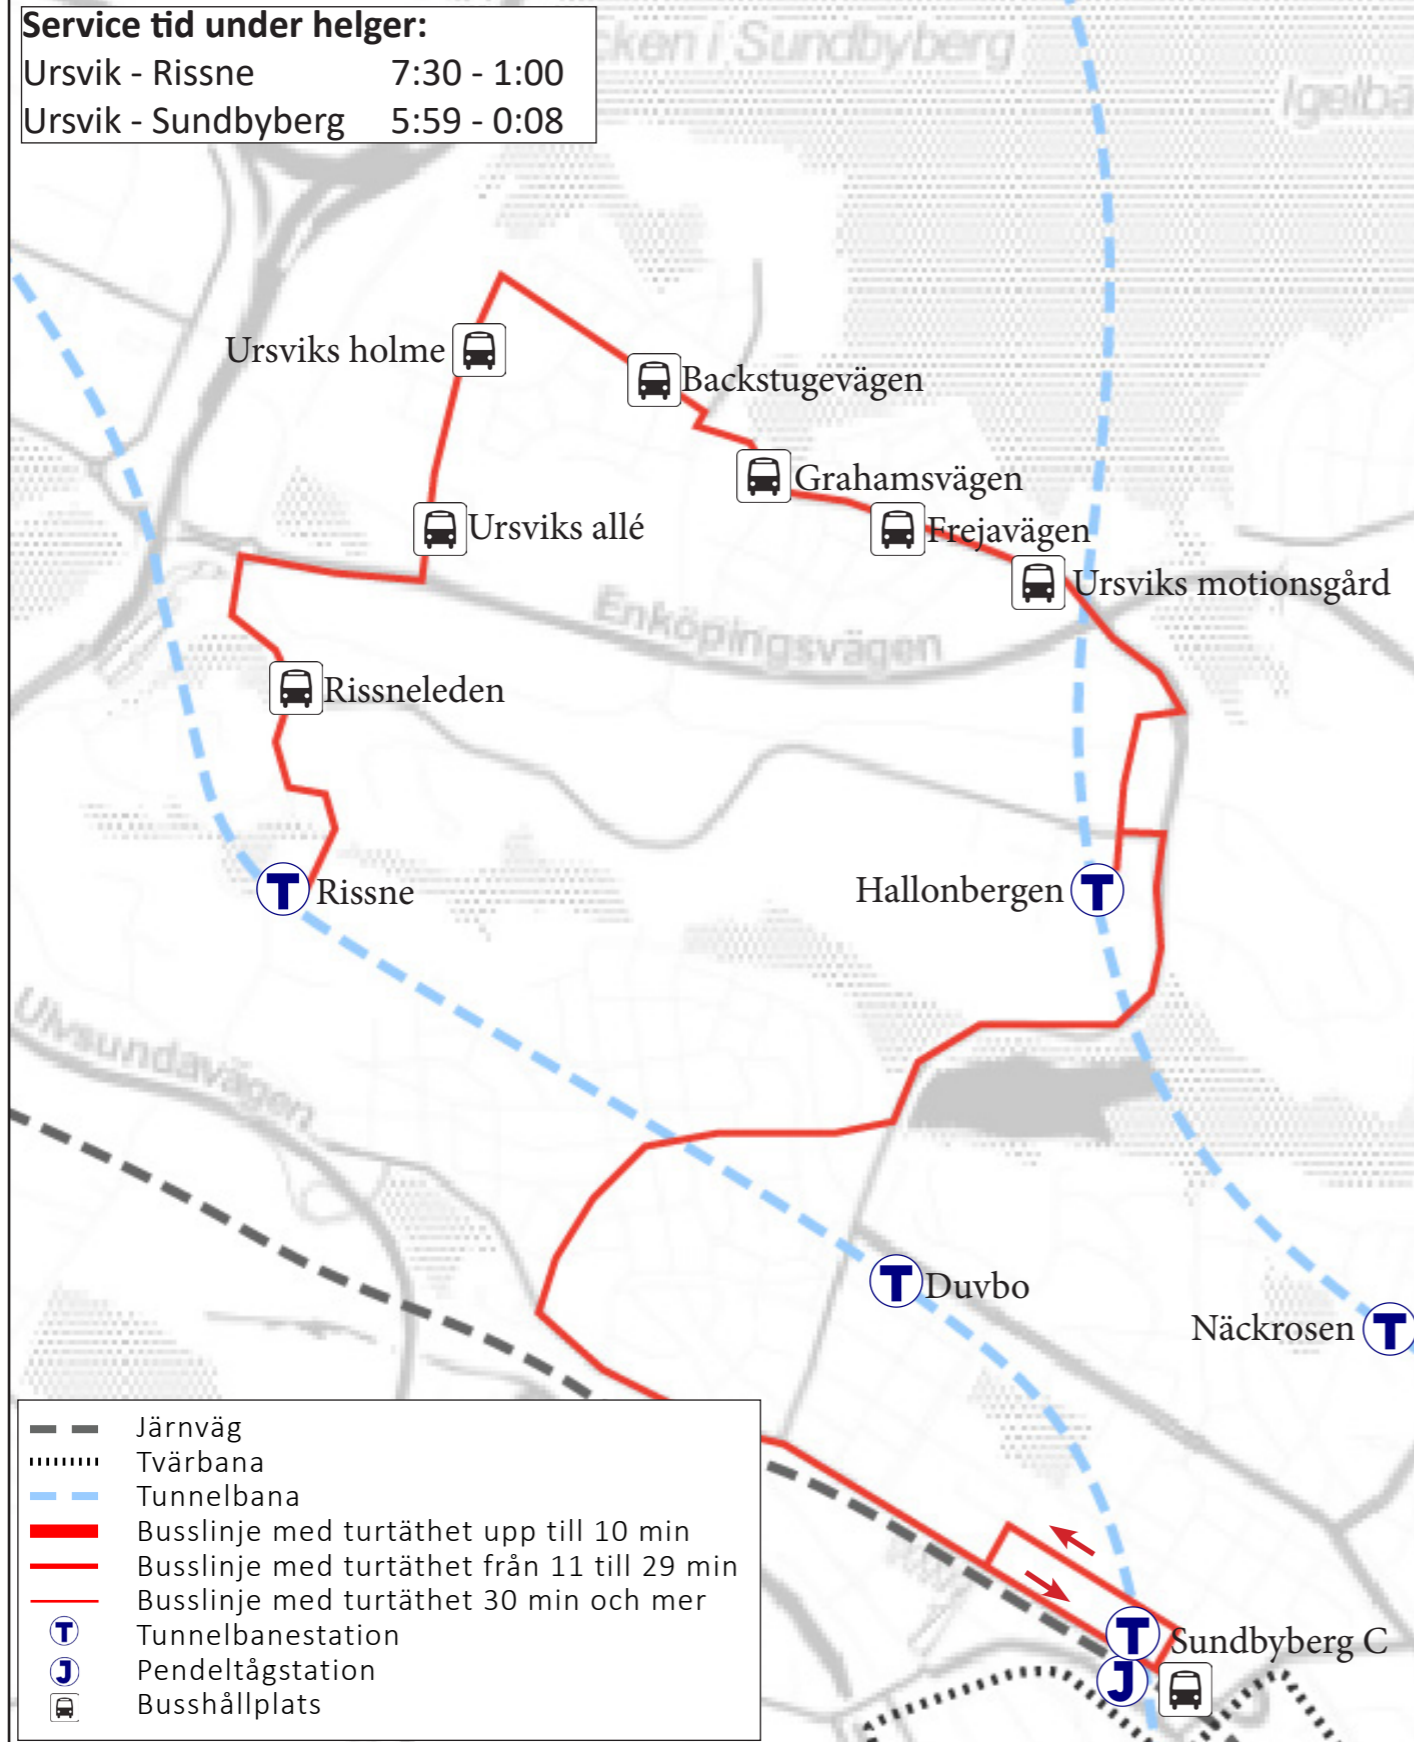 Service tid under helger:
Ursvik - Rissne 7:30 - 1:00
Ursvik - Sundbyberg 5:59 - 0:08
cken i Sundbyberg
Igelbä
Ursviks holme
Backstugevägen
Grahamsvägen
Ursviks allé
Frejavägen
Ursviks motionsgård
Enköpingsvägen
Rissneleden
T Rissne
Hallonbergen T
Ulvsundavägen
T Duvbo
Näckrosen T
Järnväg
Tvärbana
Tunnelbana
Busslinje med turtäthet upp till 10 min
Busslinje med turtäthet från 11 till 29 min
Busslinje med turtäthet 30 min och mer
T Tunnelbanestation
J Pendeltågstation
Busshållplats
T Sundbyberg C
J